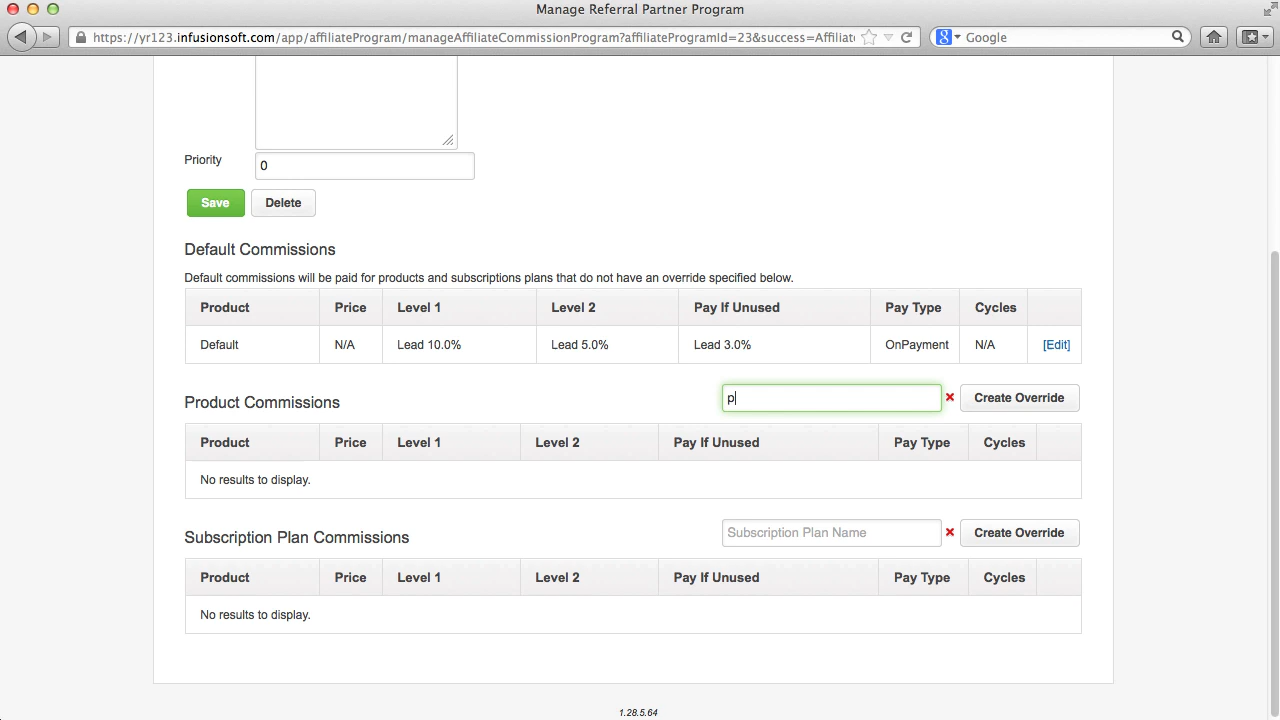 Manage Referral Partner Program
https://yr123.infusionsoft.com/app/affiliateProgram/manageAffiliateCommissionProgram?affiliateProgramId=23&success=Affiliate
Google
Priority
0
Save Delete
Default Commissions
Default commissions will be paid for products and subscriptions plans that do not have an override specified below.
Product Price Level 1 Level 2 Pay If Unused Pay Type Cycles
Default N/A Lead 10.0% Lead 5.0% Lead 3.0% OnPayment N/A [Edit]
Product Commissions p Create Override
Product Price Level 1 Level 2 Pay If Unused Pay Type Cycles
No results to display.
Subscription Plan Commissions Subscription Plan Name Create Override
Product Price Level 1 Level 2 Pay If Unused Pay Type Cycles
No results to display.
1.28.5.64